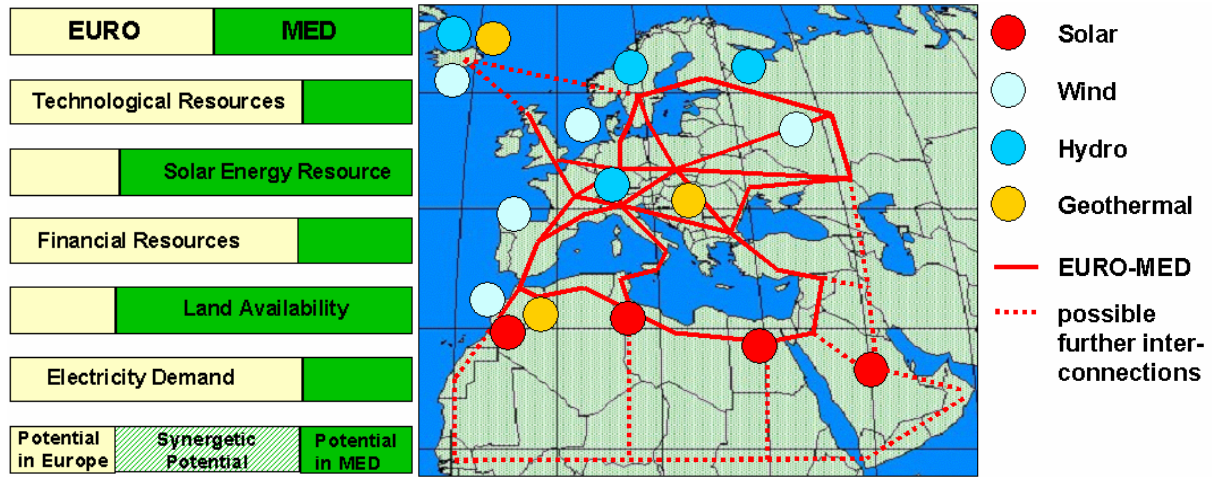 EURO MED
Technological Resources
Solar Energy Resource
Financial Resources
Land Availability
Electricity Demand
Potential
in Europe
Synergetic
Potential
Potential
in MED
Solar
Wind
Hydro
Geothermal
EURO-MED
possible
further inter-
connections